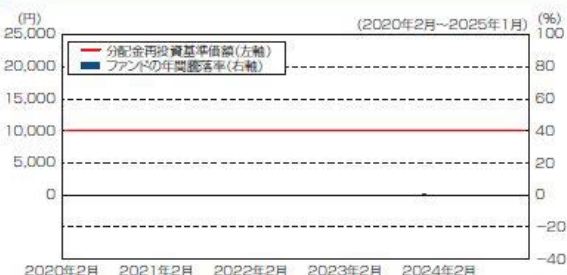 (円) (2020年2月~2025年1月) (%)
25,000 100
分配金再投資基準価額(左軸)
ファンドの年間騰落率(右軸)
20,000 80
15,000 60
10,000 40
5,000 20
0 0
-20
-40
2020年2月 2021年2月 2022年2月 2023年2月 2024年2月